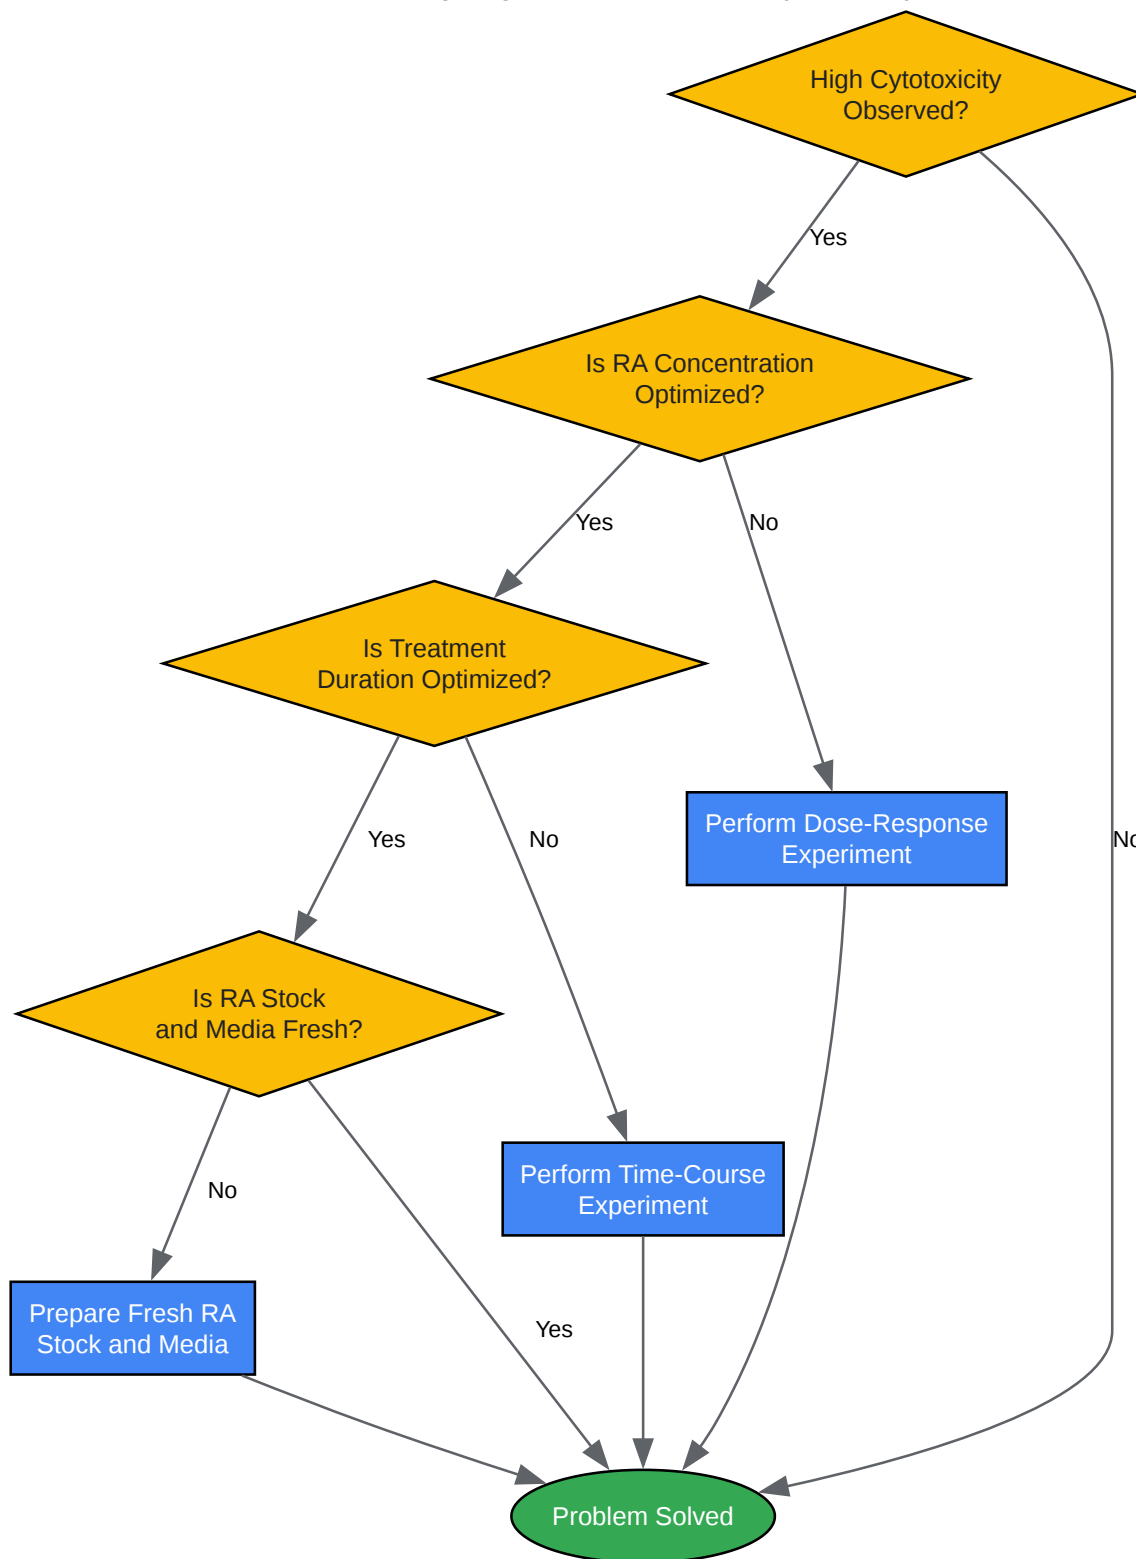 High Cytotoxicity
Observed?
Yes
Is RA Concentration
Optimized?
Yes
No
Is Treatment
Duration Optimized?
Perform Dose-Response
Experiment
Yes
No
No
Is RA Stock
and Media Fresh?
Perform Time-Course
Experiment
No
Prepare Fresh RA
Stock and Media
Yes
Problem Solved